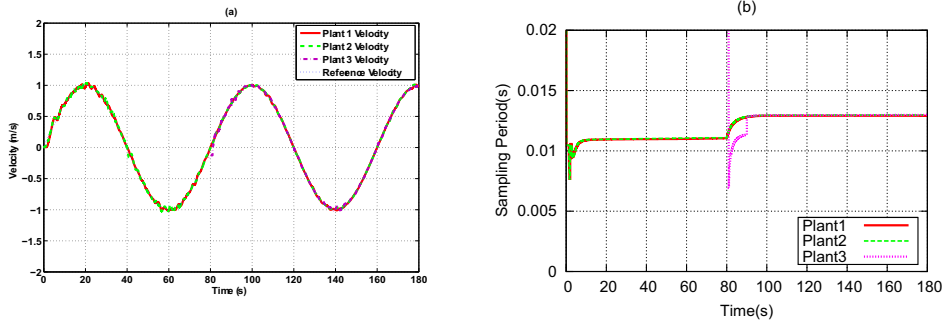 (a)
2
1.5
1
0.5
0
−0.5
−1
−1.5
−2
Velocity (m/s)
0 20 40 60 80 100 120 140 160 180
Time (s)
Plant 1 Velocity
Plant 2 Velocity
Plant 3 Velocity
Reference Velocity
(b)
0.02
0.015
0.01
0.005
0
Sampling Period(s)
0 20 40 60 80 100 120 140 160 180
Time(s)
Plant1
Plant2
Plant3